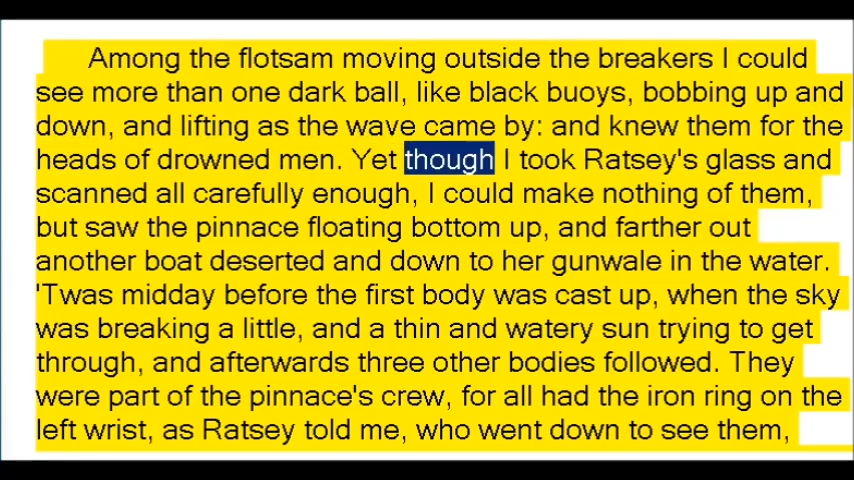 Among the flotsam moving outside the breakers I could
see more than one dark ball, like black buoys, bobbing up and
down, and lifting as the wave came by: and knew them for the
heads of drowned men. Yet though I took Ratsey's glass and
scanned all carefully enough, I could make nothing of them,
but saw the pinnace floating bottom up, and farther out
another boat deserted and down to her gunwale in the water.
'Twas midday before the first body was cast up, when the sky
was breaking a little, and a thin and watery sun trying to get
through, and afterwards three other bodies followed. They
were part of the pinnace's crew, for all had the iron ring on the
left wrist, as Ratsey told me, who went down to see them,